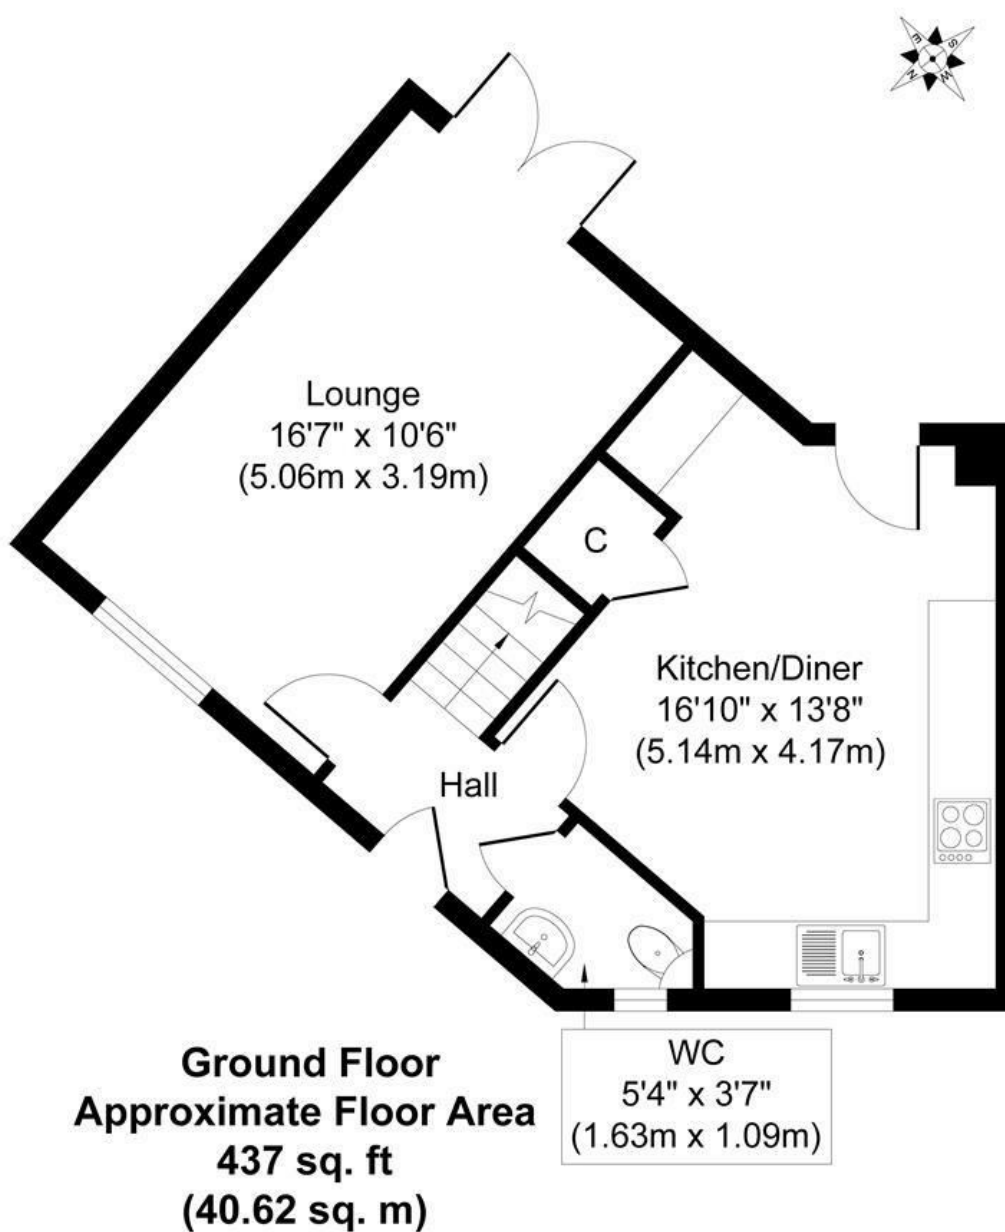 E
S
N
W
Lounge
16'7" x 10'6"
(5.06m x 3.19m)
C
Kitchen/Diner
16'10" x 13'8"
(5.14m x 4.17m)
Hall
WC
5'4" x 3'7"
(1.63m x 1.09m)
Ground Floor
Approximate Floor Area
437 sq. ft
(40.62 sq. m)